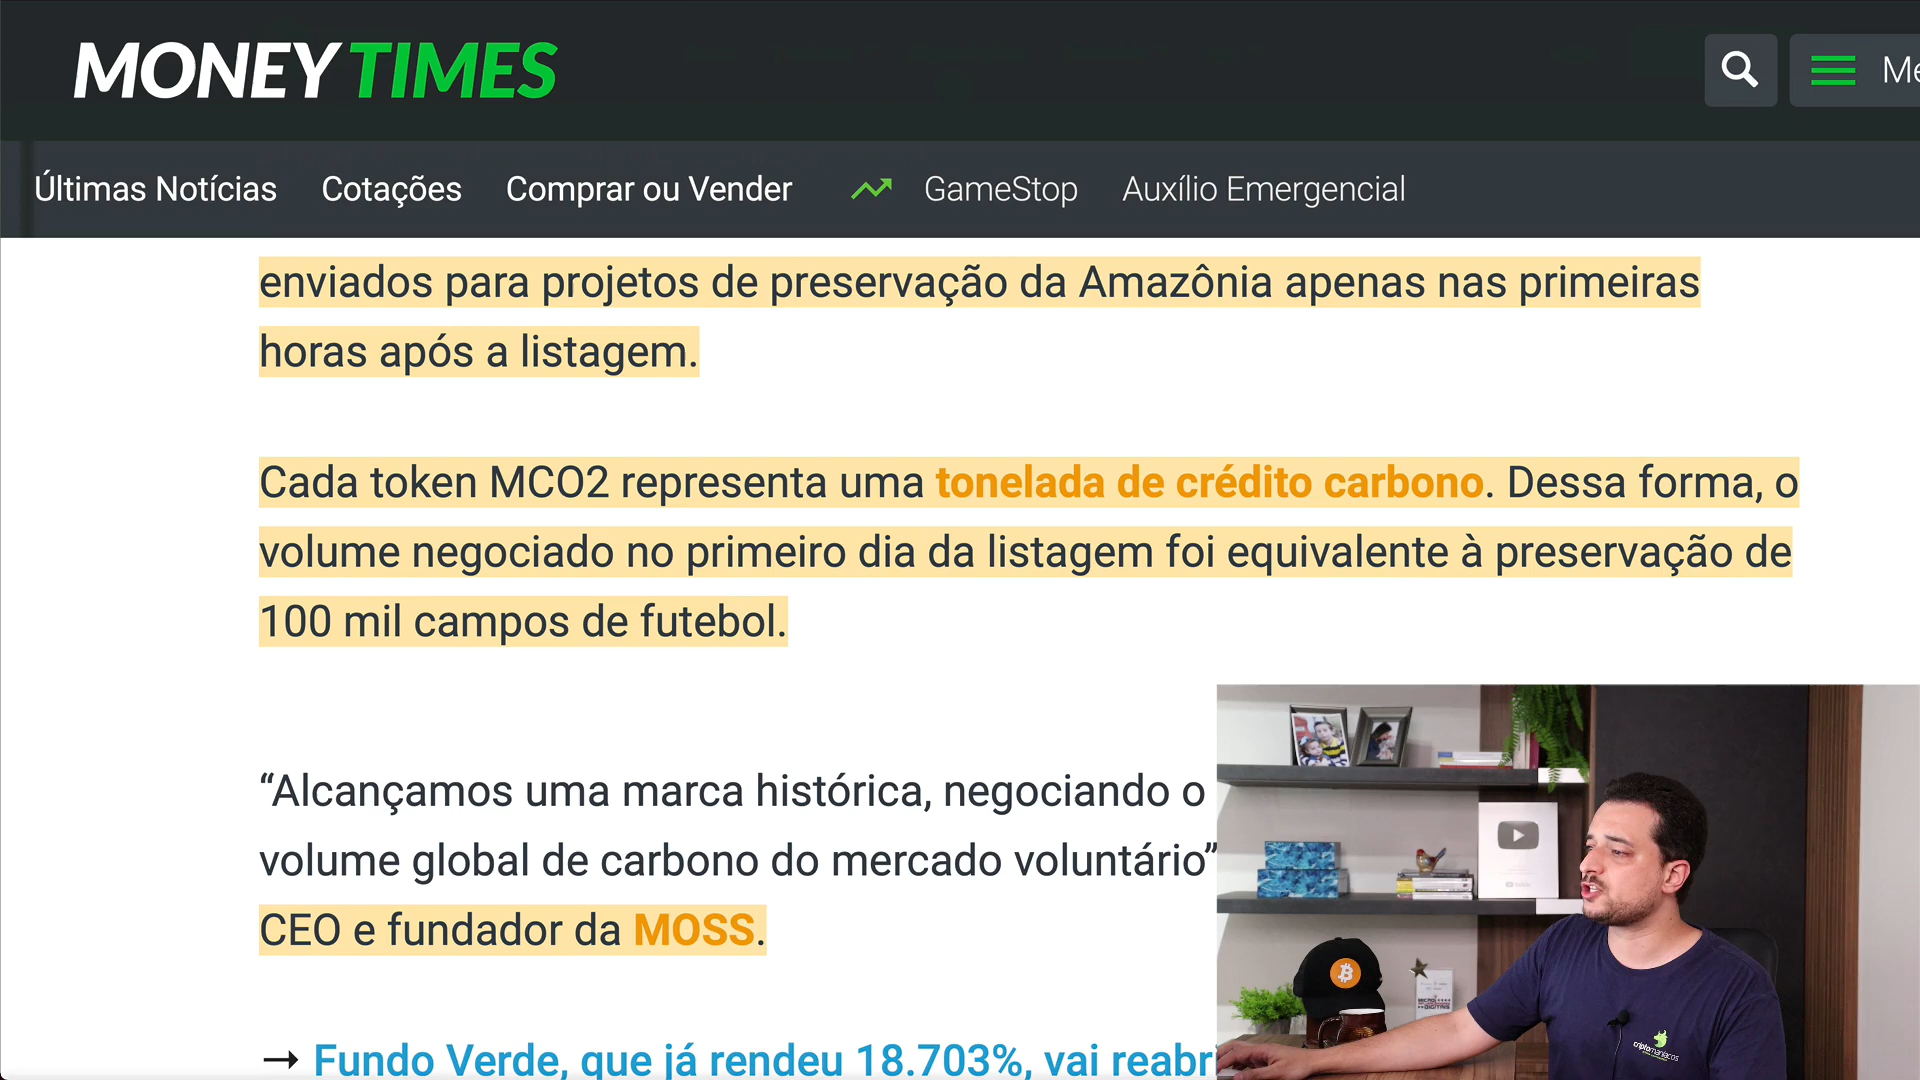 MONEY TIMES
Últimas Notícias Cotações Comprar ou Vender GameStop Auxílio Emergencial
enviados para projetos de preservação da Amazônia apenas nas primeiras
horas após a listagem.
Cada token MCO2 representa uma tonelada de crédito carbono. Dessa forma, o
volume negociado no primeiro dia da listagem foi equivalente à preservação de
100 mil campos de futebol.
“Alcançamos uma marca histórica, negociando o
volume global de carbono do mercado voluntário”
CEO e fundador da MOSS.
→ Fundo Verde, que já rendeu 18.703%, vai reabri
criptomaniacos